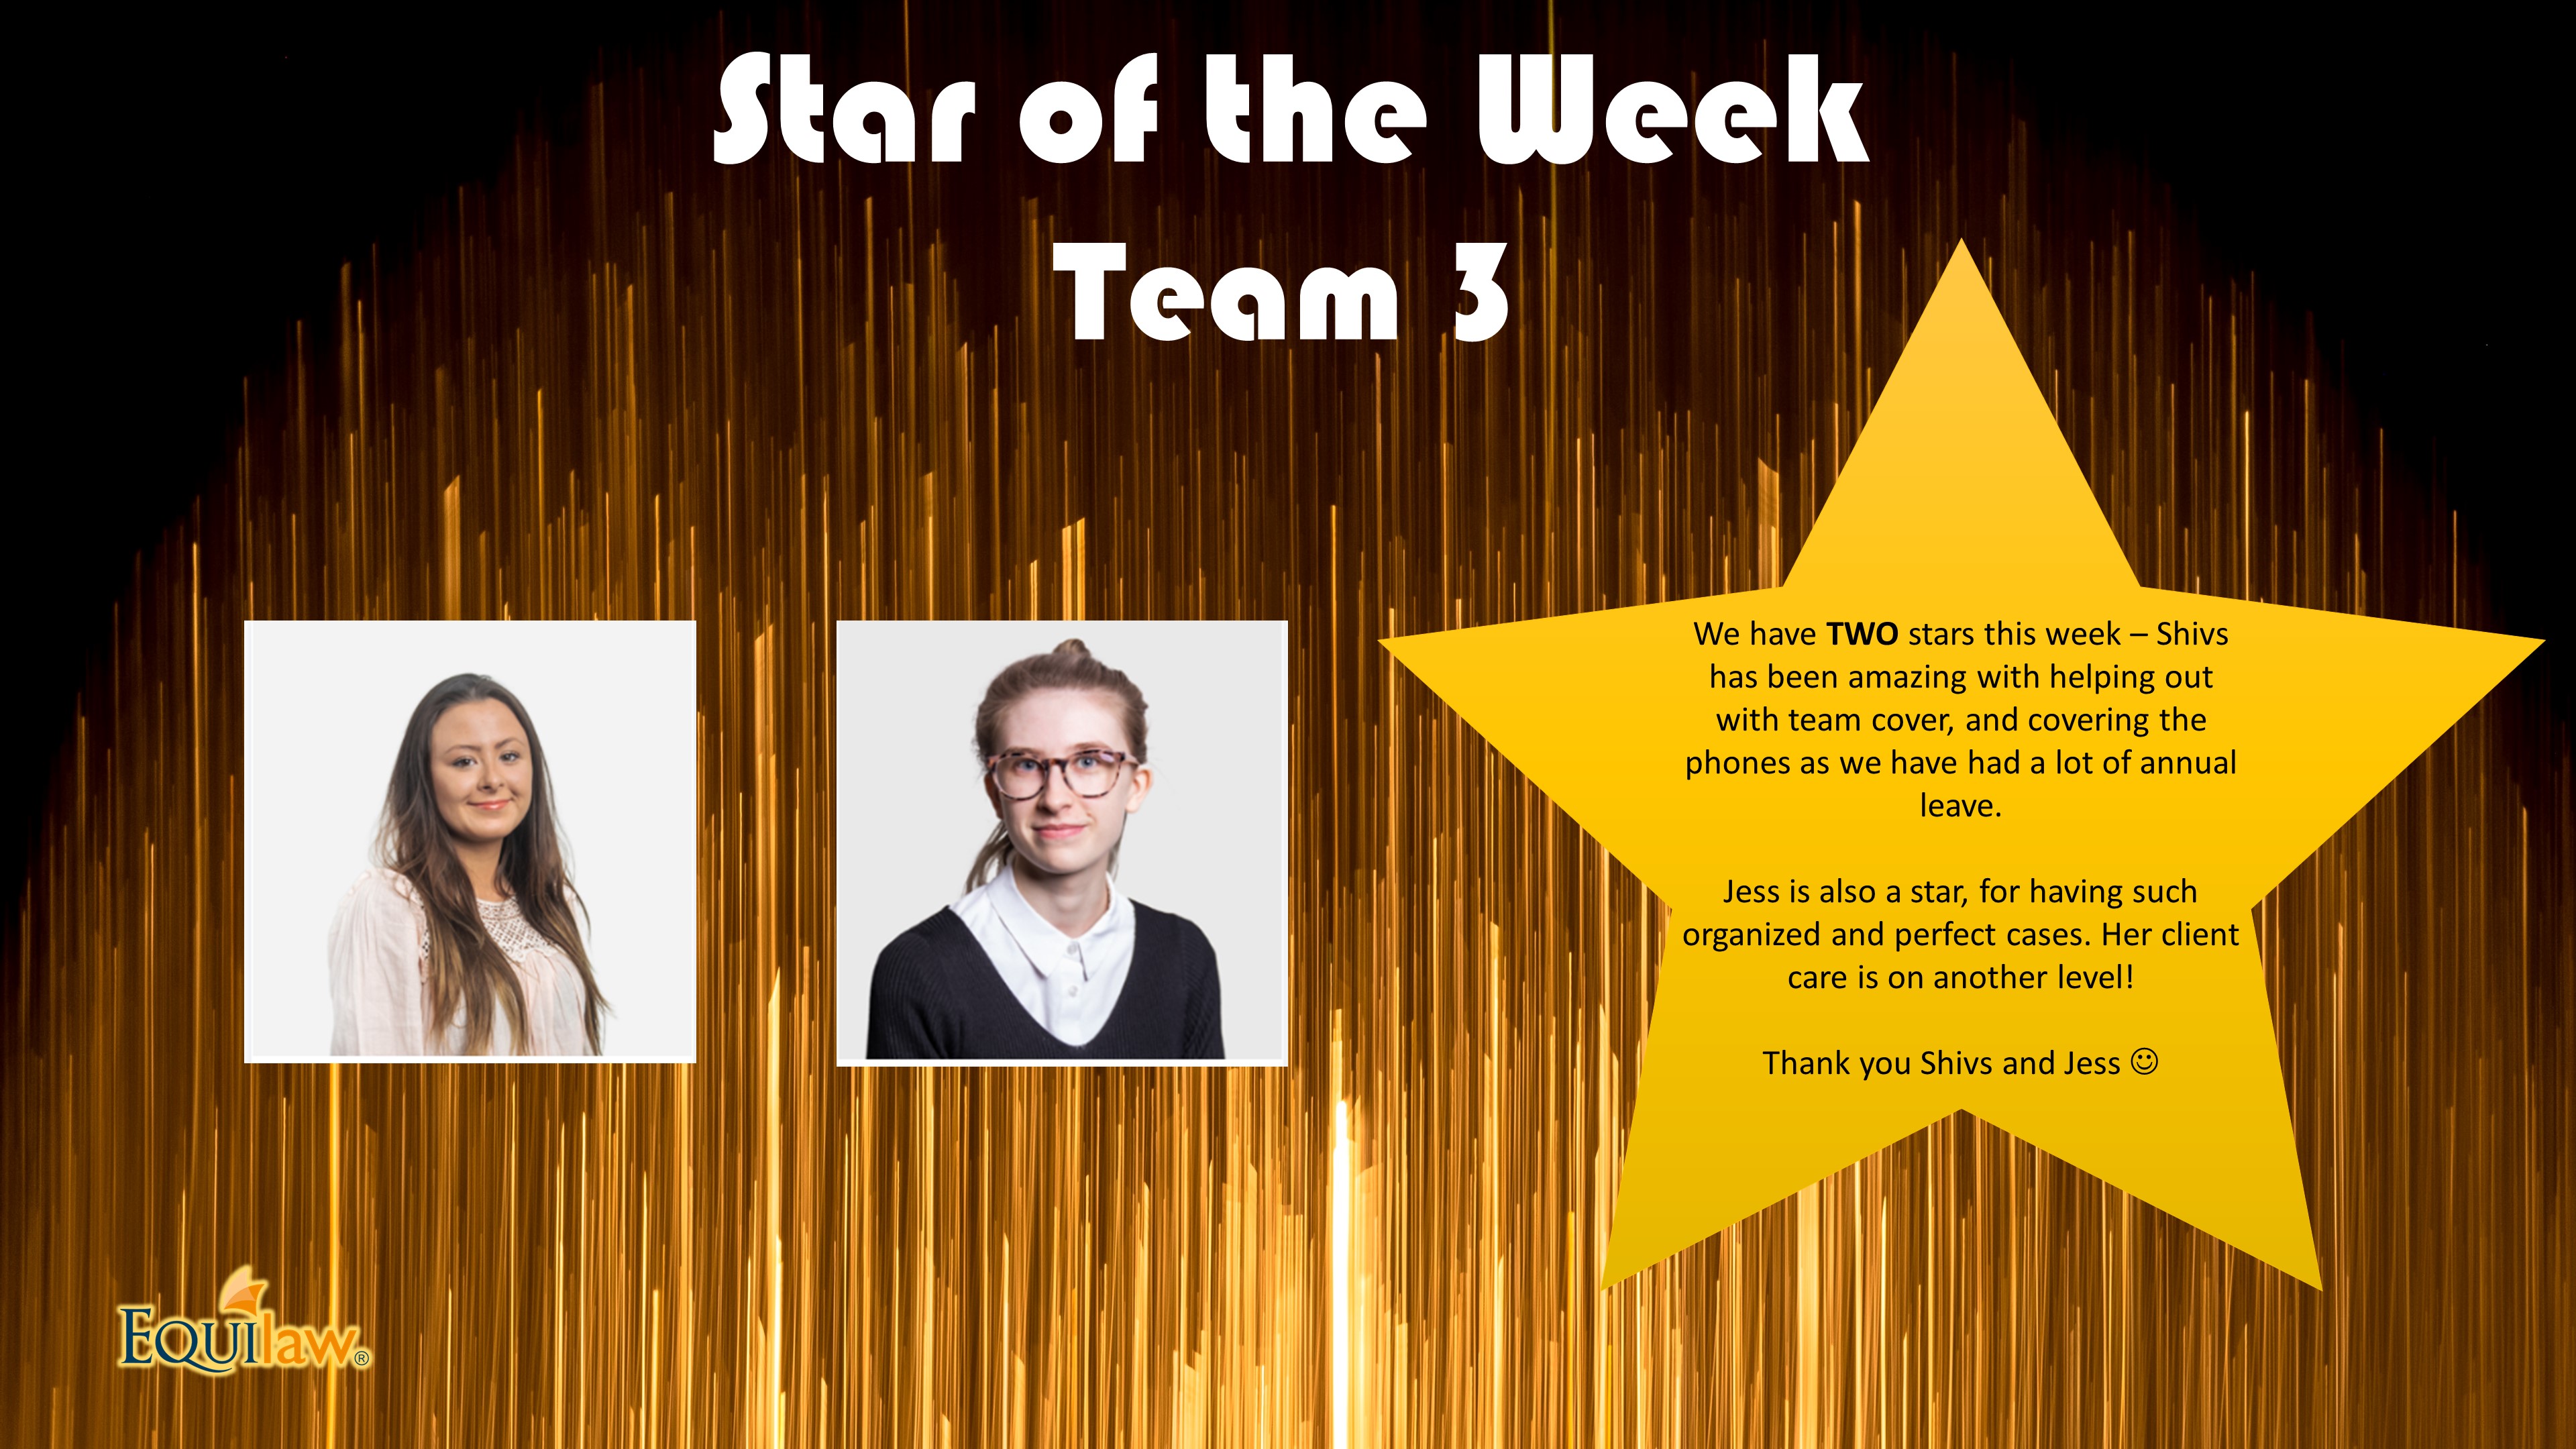 Star of the Week
Team 3
We have TWO stars this week – Shivs
has been amazing with helping out
with team cover, and covering the
phones as we have had a lot of annual
leave.
Jess is also a star, for having such
organized and perfect cases. Her client
care is on another level!
Thank you Shivs and Jess ☺
EQUIlaw®